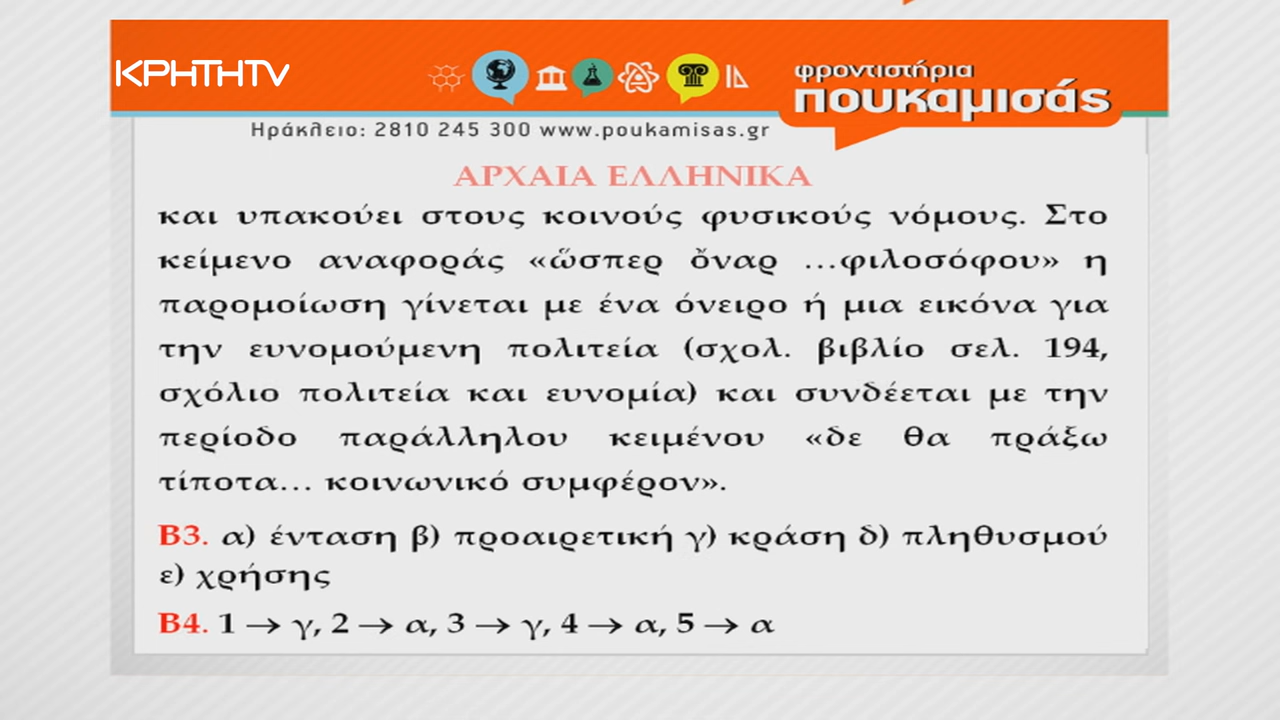 ΚΡΗΤΗTV
φροντιστήρια
πουκαμισάς
Ηράκλειο: 2810 245 300 www.poukamisas.gr
ΑΡΧΑΙΑ ΕΛΛΗΝΙΚΑ
και υπακούει στους κοινούς φυσικούς νόμους. Στο
κείμενο αναφοράς «ὥσπερ ὄναρ …φιλοσόφου» η
παρομοίωση γίνεται με ένα όνειρο ή μια εικόνα για
την ευνομούμενη πολιτεία (σχολ. βιβλίο σελ. 194,
σχόλιο πολιτεία και ευνομία) και συνδέεται με την
περίοδο παράλληλου κειμένου «δε θα πράξω
τίποτα… κοινωνικό συμφέρον».
Β3. α) ένταση β) προαιρετική γ) κράση δ) πληθυσμού
ε) χρήσης
Β4. 1 → γ, 2 → α, 3 → γ, 4 → α, 5 → α